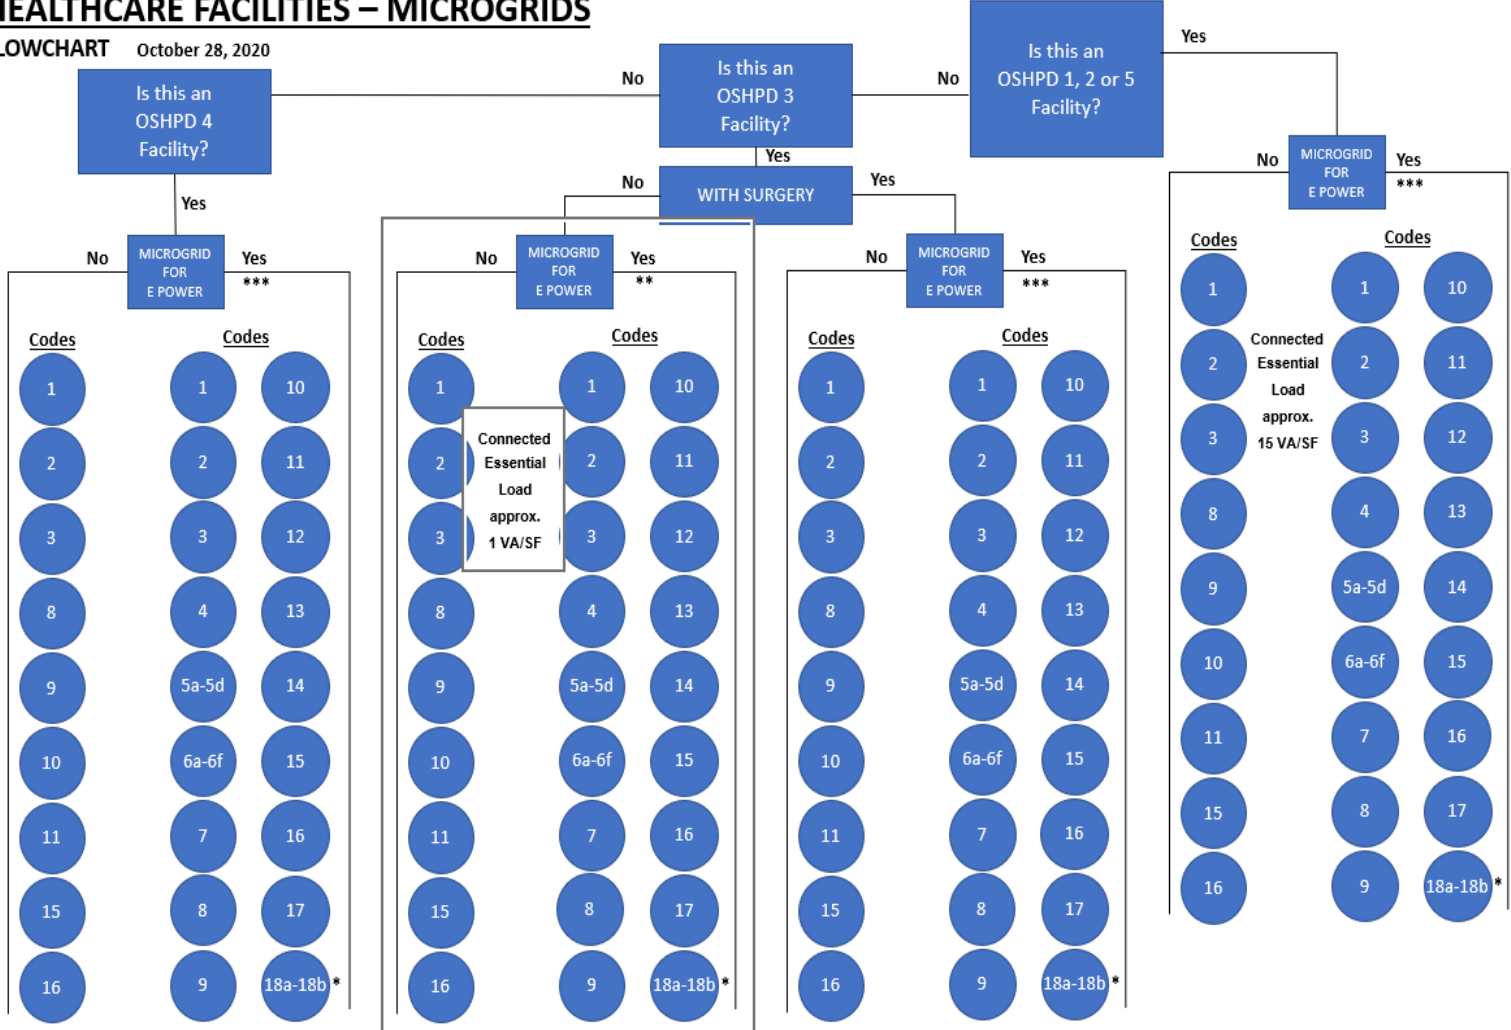 HEALTHCARE FACILITIES – MICROGRIDS
LOWCHART October 28, 2020
Is this an
OSHPD 1, 2 or 5
Facility?
Yes
No
Is this an
OSHPD 3
Facility?
No
Is this an
OSHPD 4
Facility?
Yes
Yes
WITH SURGERY
No
Yes
MICROGRID
FOR
E POWER
No
Yes
***
Codes
1
2
3
8
9
10
11
15
16
Codes
1 10
2 11
3 12
4 13
5a-5d 14
6a-6f 15
7 16
8 17
9 18a-18b *
MICROGRID
FOR
E POWER
No
Yes
**
Codes
1
2
3
8
9
10
11
15
16
Connected
Essential
Load
approx.
1 VA/SF
Codes
1 10
2 11
3 12
4 13
5a-5d 14
6a-6f 15
7 16
8 17
9 18a-18b *
MICROGRID
FOR
E POWER
No
Yes
***
Codes
1
2
3
8
9
10
11
15
16
Codes
1 10
2 11
3 12
4 13
5a-5d 14
6a-6f 15
7 16
8 17
9 18a-18b *
MICROGRID
FOR
E POWER
No
Yes
***
Codes
1
2
3
8
9
10
11
15
16
Connected
Essential
Load
approx.
15 VA/SF
Codes
1 10
2 11
3 12
4 13
5a-5d 14
6a-6f 15
7 16
8 17
9 18a-18b *